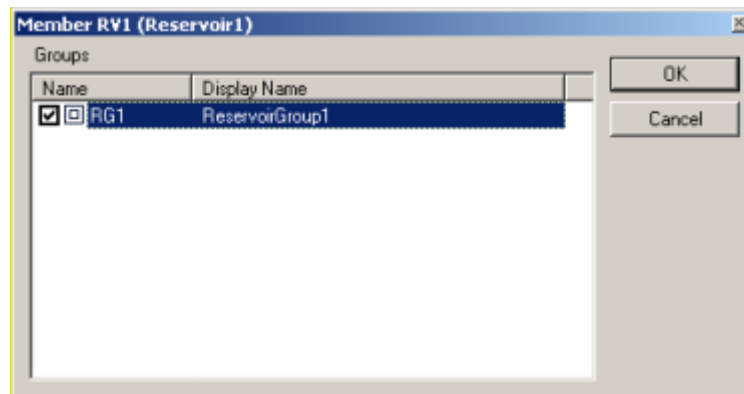 Member RV1 (Reservoir1)
Groups
OK
Name Display Name
RG1 ReservoirGroup1
Cancel